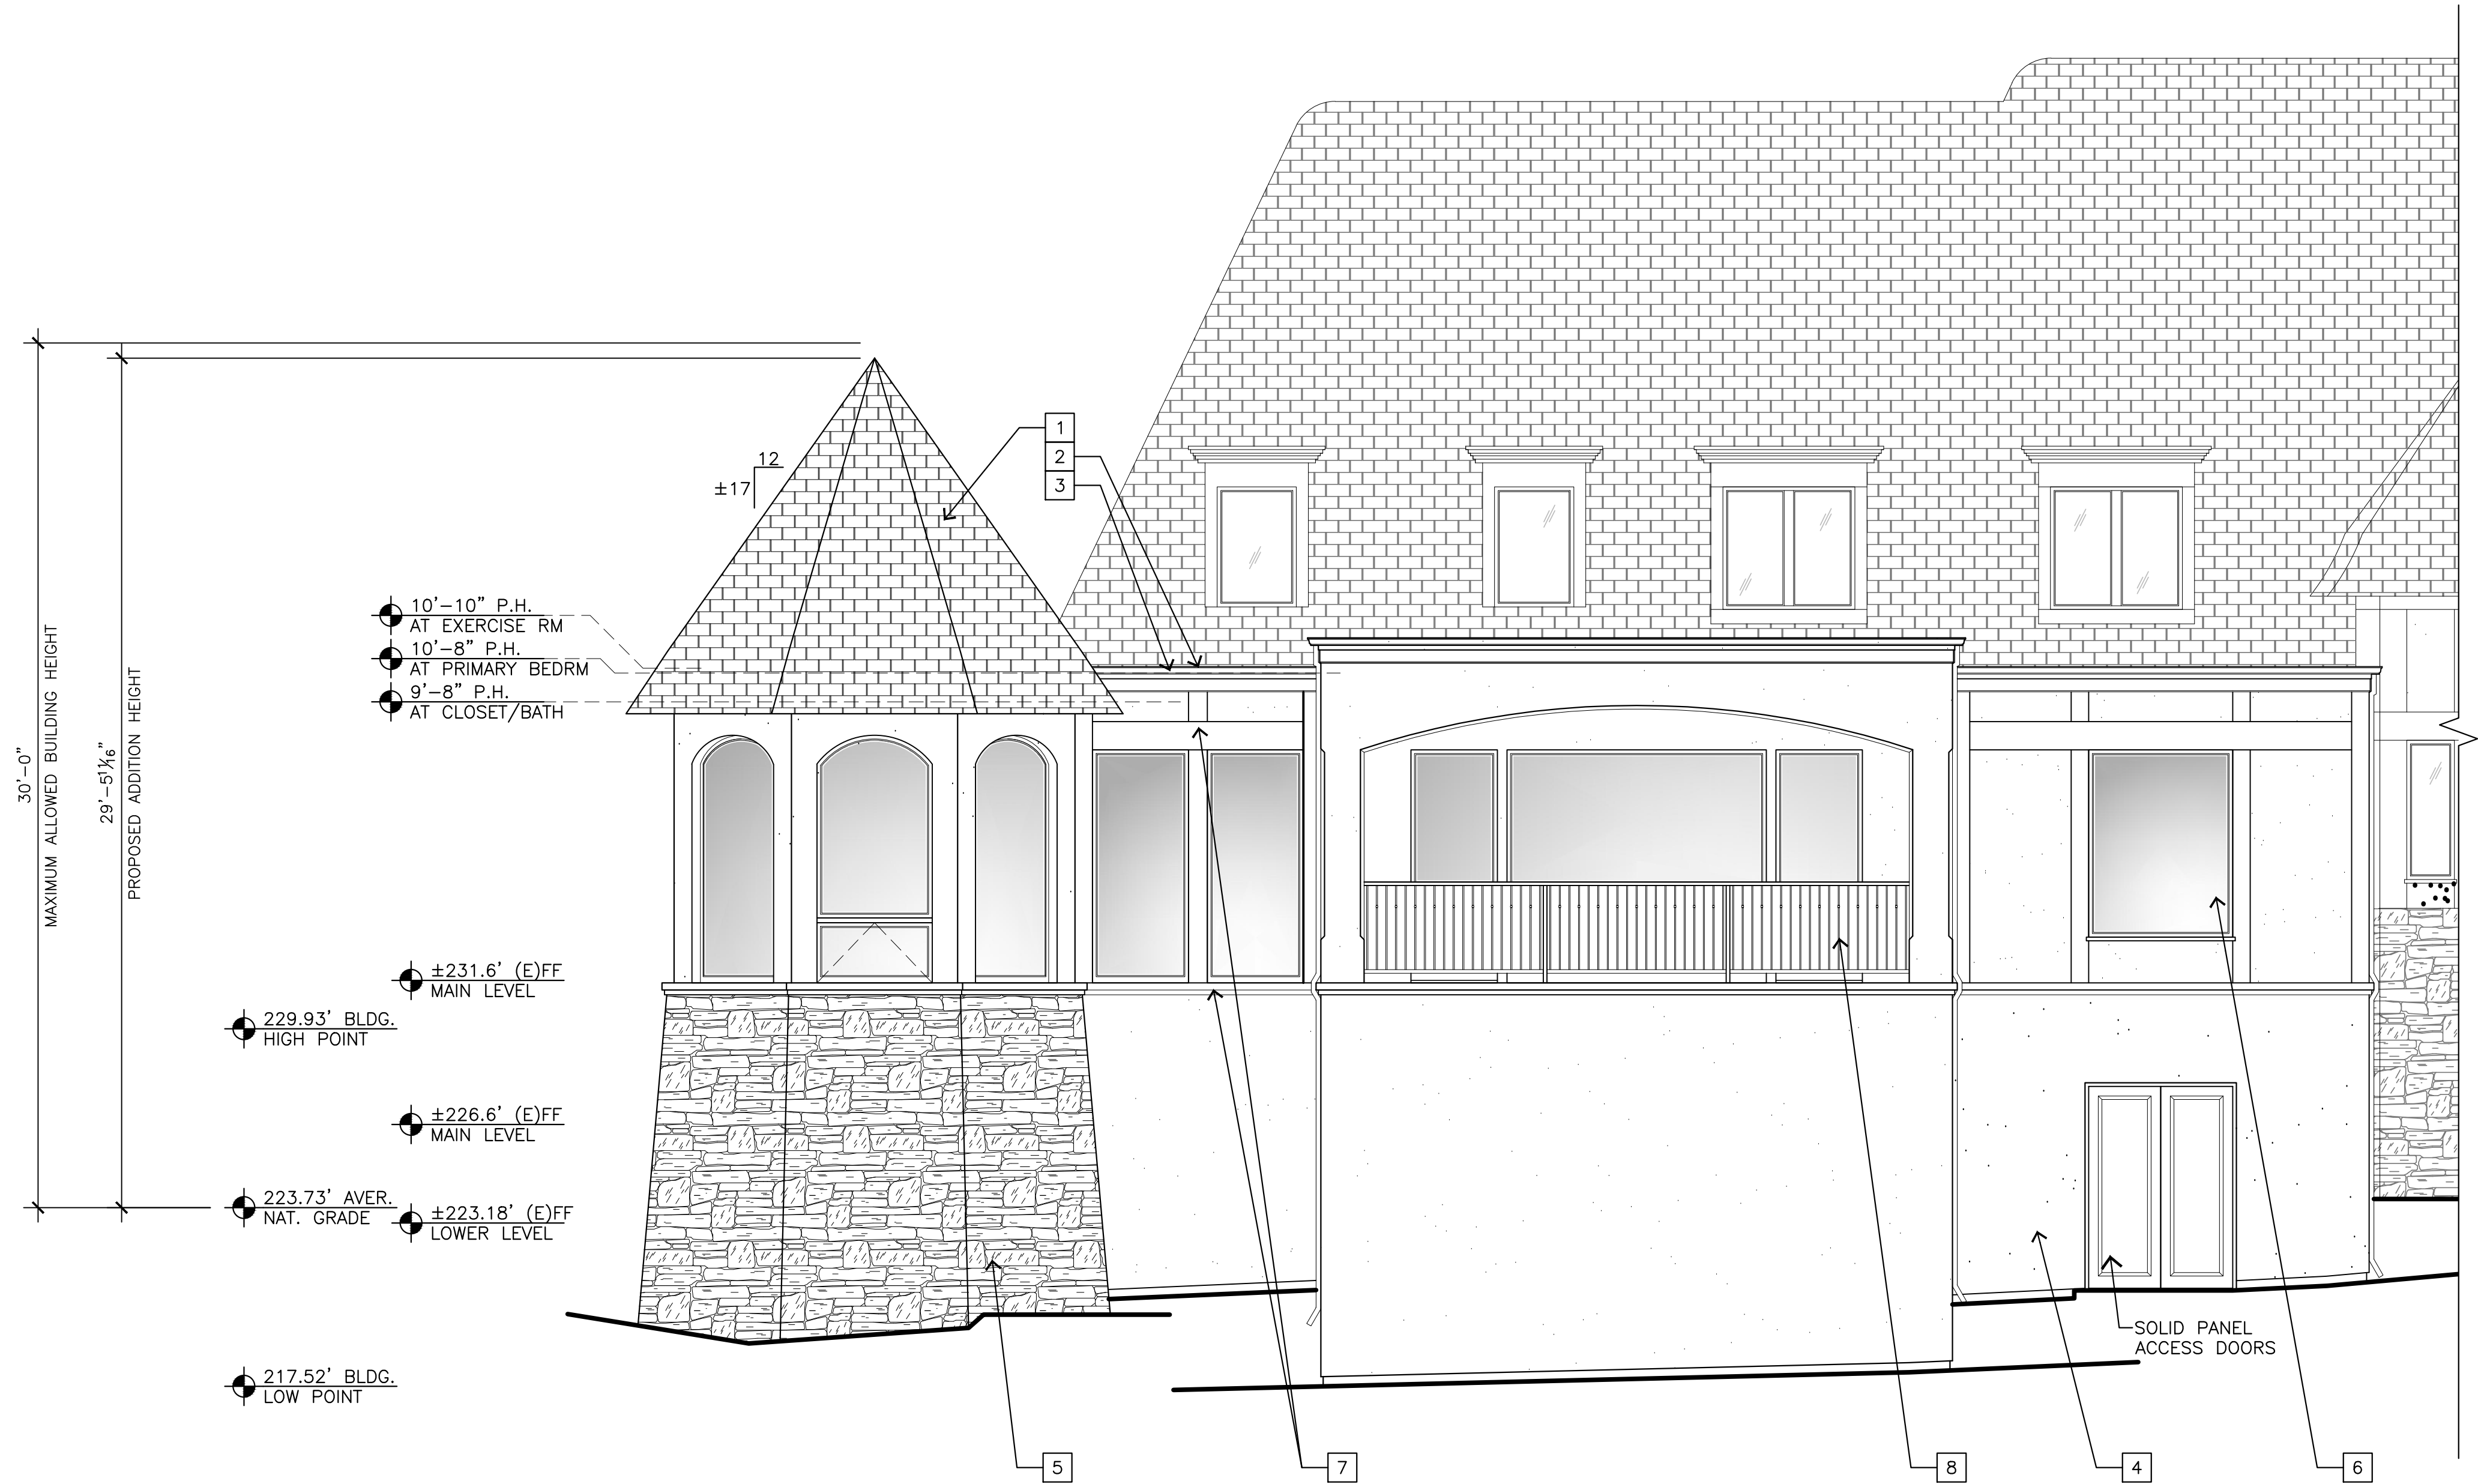 30'-0"
MAXIMUM ALLOWED BUILDING HEIGHT
29'-5 1/16"
PROPOSED ADDITION HEIGHT
12
±17
1
2
3
10'-10" P.H.
AT EXERCISE RM
10'-8" P.H.
AT PRIMARY BEDRM
9'-8" P.H.
AT CLOSET/BATH
±231.6' (E)FF
MAIN LEVEL
229.93' BLDG.
HIGH POINT
±226.6' (E)FF
MAIN LEVEL
223.73' AVER.
NAT. GRADE
±223.18' (E)FF
LOWER LEVEL
217.52' BLDG.
LOW POINT
SOLID PANEL
ACCESS DOORS
5
7
8
4
6